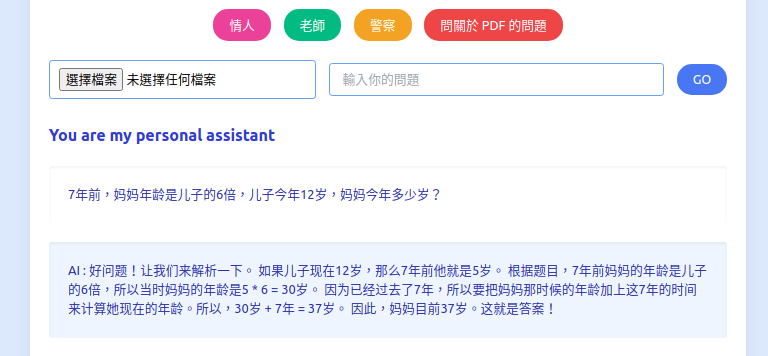 情人 老師 警察 問關於 PDF 的問題
選擇檔案 未選擇任何檔案 輸入你的問題 GO
You are my personal assistant
7年前，妈妈年龄是儿子的6倍，儿子今年12岁，妈妈今年多少岁？
AI : 好问题！让我们来解析一下。 如果儿子现在12岁，那么7年前他就是5岁。 根据题目，7年前妈妈的年龄是儿子
的6倍，所以当时妈妈的年龄是5 * 6 = 30岁。 因为已经过去了7年，所以要把妈妈那时候的年龄加上这7年的时间
来计算她现在的年龄。所以，30岁 + 7年 = 37岁。 因此，妈妈目前37岁。这就是答案！